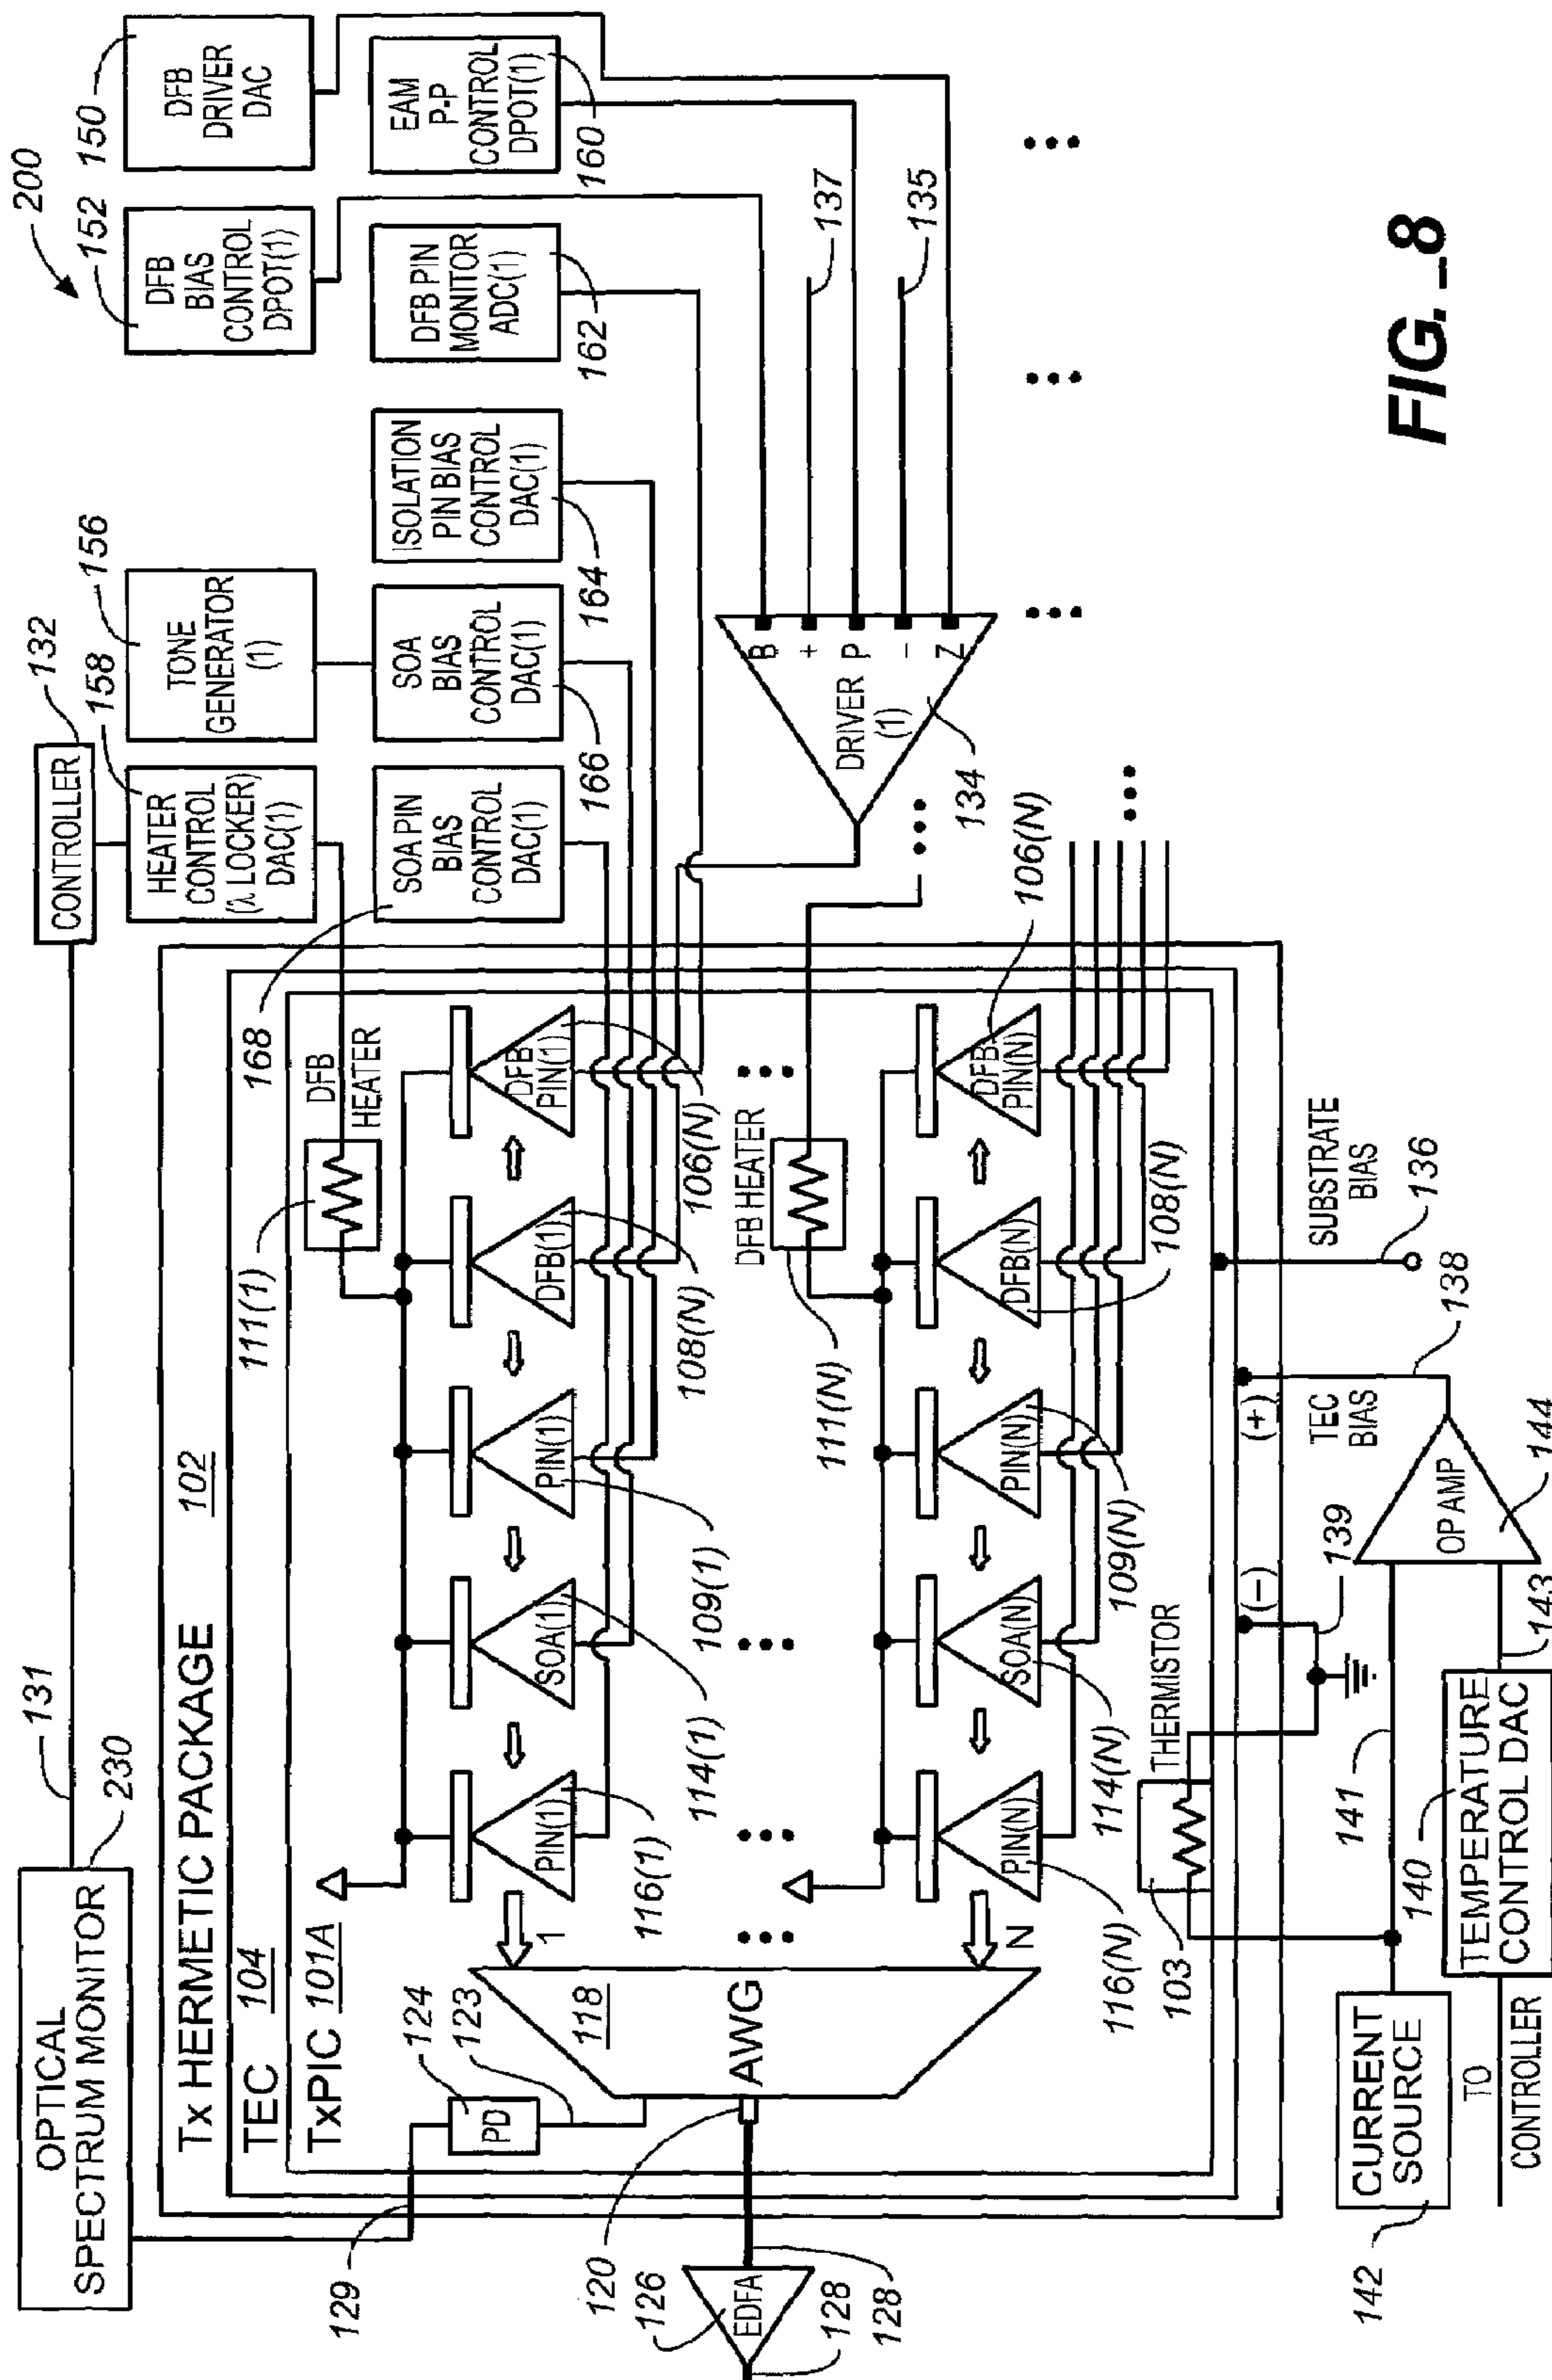 200
150
DFB
DRIVER
DAC
152
DFB
BIAS
CONTROL
DPOT(1)
156
TONE
GENERATOR
(1)
132
CONTROLLER
158
HEATER
CONTROL
(λ LOCKER)
DAC(1)
131
230
OPTICAL
SPECTRUM MONITOR
EAM
P-P
CONTROL
DPOT(1)
160
DFB PIN
MONITOR
ADC(1)
162
ISOLATION
PIN BIAS
CONTROL
DAC(1)
164
SOA
BIAS
CONTROL
DAC(1)
166
SOA PIN
BIAS
CONTROL
DAC(1)
168
Tx HERMETIC PACKAGE 102
TEC 104
TxPIC 101A
111(1)
DFB
HEATER
DFB
PIN(1)
106(N)
DFB(1)
108(N)
PIN(1)
109(1)
SOA(1)
114(1)
PIN(1)
116(1)
1
124
PD
123
129
118
AWG
120
126
EDFA
128
128
B
+
P
-
Z
DRIVER
(1)
134
137
135
DFB HEATER
111(N)
DFB
PIN(N)
106(N)
DFB(N)
108(N)
PIN(N)
109(N)
SOA(N)
114(N)
PIN(N)
116(N)
N
THERMISTOR
103
SUBSTRATE
BIAS
136
(+)
TEC
BIAS
138
(-)
139
OP AMP
144
141
143
140
TEMPERATURE
CONTROL DAC
CURRENT
SOURCE
142
TO
CONTROLLER
FIG._8